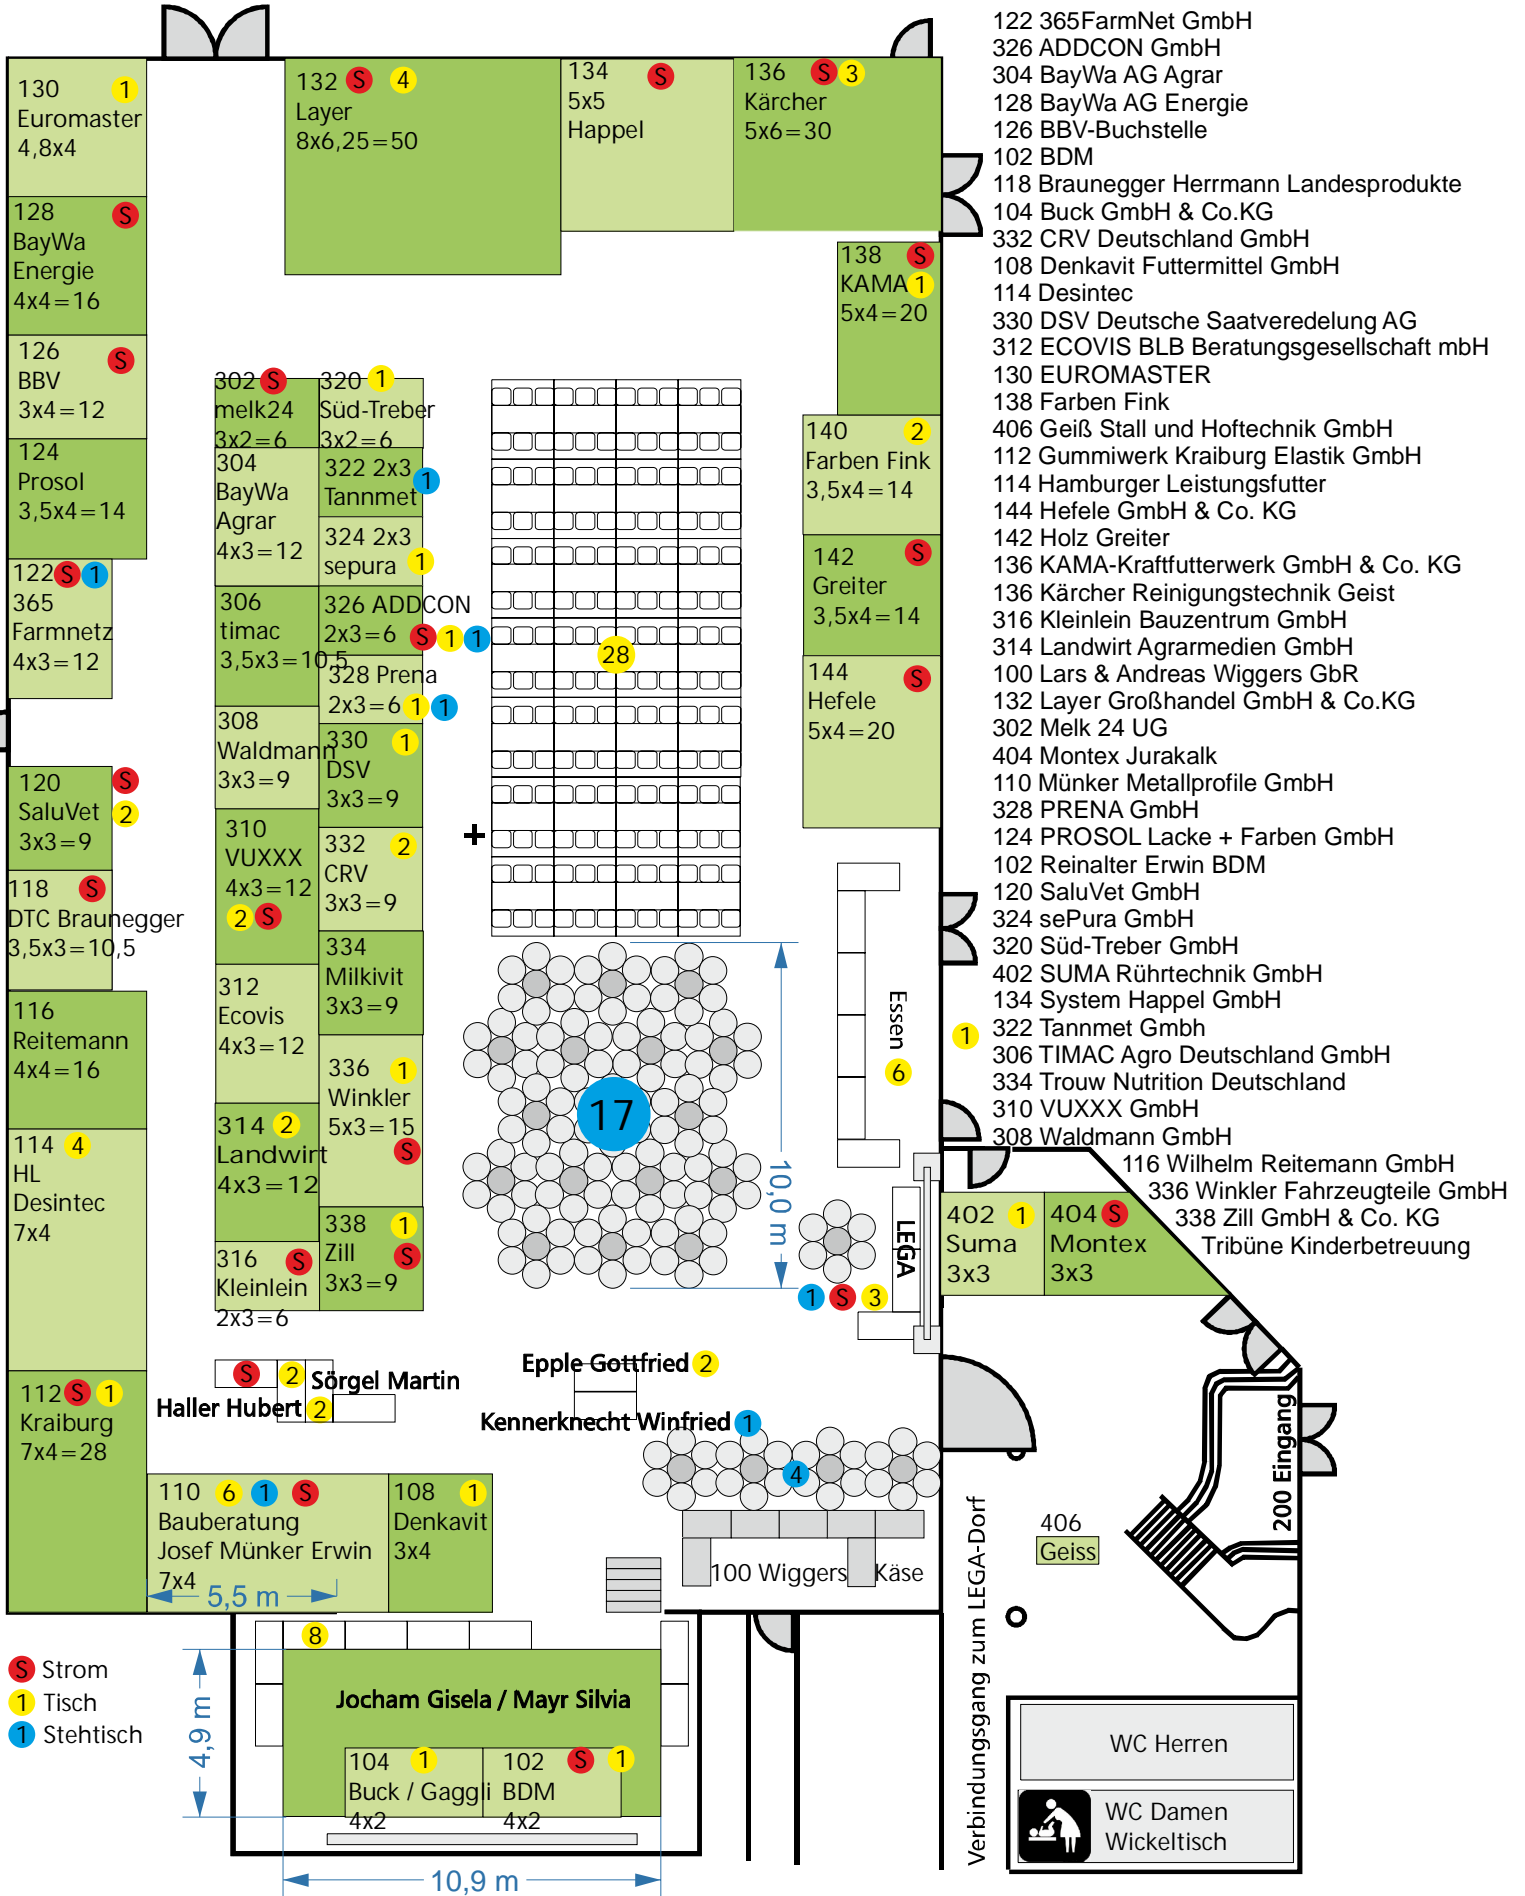 122 365FarmNet GmbH
326 ADDCON GmbH
304 BayWa AG Agrar
128 BayWa AG Energie
126 BBV-Buchstelle
102 BDM
118 Braunegger Herrmann Landesprodukte
104 Buck GmbH & Co.KG
332 CRV Deutschland GmbH
108 Denkavit Futtermittel GmbH
114 Desintec
330 DSV Deutsche Saatveredelung AG
312 ECOVIS BLB Beratungsgesellschaft mbH
130 EUROMASTER
138 Farben Fink
406 Geiß Stall und Hoftechnik GmbH
112 Gummiwerk Kraiburg Elastik GmbH
114 Hamburger Leistungsfutter
144 Hefele GmbH & Co. KG
142 Holz Greiter
136 KAMA-Kraftfutterwerk GmbH & Co. KG
136 Kärcher Reinigungstechnik Geist
316 Kleinlein Bauzentrum GmbH
314 Landwirt Agrarmedien GmbH
100 Lars & Andreas Wiggers GbR
132 Layer Großhandel GmbH & Co.KG
302 Melk 24 UG
404 Montex Jurakalk
110 Münker Metallprofile GmbH
328 PRENA GmbH
124 PROSOL Lacke + Farben GmbH
102 Reinalter Erwin BDM
120 SaluVet GmbH
324 sePura GmbH
320 Süd-Treber GmbH
402 SUMA Rührtechnik GmbH
134 System Happel GmbH
322 Tannmet Gmbh
306 TIMAC Agro Deutschland GmbH
334 Trouw Nutrition Deutschland
310 VUXXX GmbH
308 Waldmann GmbH
116 Wilhelm Reitemann GmbH
336 Winkler Fahrzeugteile GmbH
338 Zill GmbH & Co. KG
Tribüne Kinderbetreuung
130 1
Euromaster
4,8x4
132 S 4
Layer
8x6,25=50
134 S
5x5
Happel
136 S 3
Kärcher
5x6=30
128 S
BayWa
Energie
4x4=16
126 S
BBV
3x4=12
124
Prosol
3,5x4=14
122 S 1
365
Farmnetz
4x3=12
120 S
SaluVet 2
3x3=9
118 S
DTC Braunegger
3,5x3=10,5
116
Reitemann
4x4=16
114 4
HL
Desintec
7x4
112 S 1
Kraiburg
7x4=28
302 S
melk24
3x2=6
304
BayWa
Agrar
4x3=12
306
timac
3,5x3=10,5
308
Waldmann
3x3=9
310
VUXXX
4x3=12
2 S
312
Ecovis
4x3=12
314 2
Landwirt
4x3=12
316 S
Kleinlein
2x3=6
320 1
Süd-Treber
3x2=6
322 2x3
Tannmet 1
324 2x3
sepura 1
326 ADDCON
2x3=6 S 1 1
328 Prena
2x3=6 1 1
330 1
DSV
3x3=9
332 2
CRV
3x3=9
334
Milkivit
3x3=9
336 1
Winkler
5x3=15
S
338 1
Zill S
3x3=9
28
+
17
10,0 m
138 S
KAMA 1
5x4=20
140 2
Farben Fink
3,5x4=14
142 S
Greiter
3,5x4=14
144 S
Hefele
5x4=20
Essen
6
1
LEGA
1 S 3
402 1
Suma
3x3
404 S
Montex
3x3
S 2 Sörgel Martin
Haller Hubert 2
Epple Gottfried 2
Kennerknecht Winfried 1
4
110 6 1 S
Bauberatung
Josef Münker Erwin
7x4
5,5 m
108 1
Denkavit
3x4
100 Wiggers Käse
406
Geiss
200 Eingang
Verbindungsgang zum LEGA-Dorf
S Strom
1 Tisch
1 Stehtisch
8
4,9 m
Jocham Gisela / Mayr Silvia
104 1
Buck / Gaggli
4x2
102 S 1
BDM
4x2
10,9 m
WC Herren
WC Damen
Wickeltisch